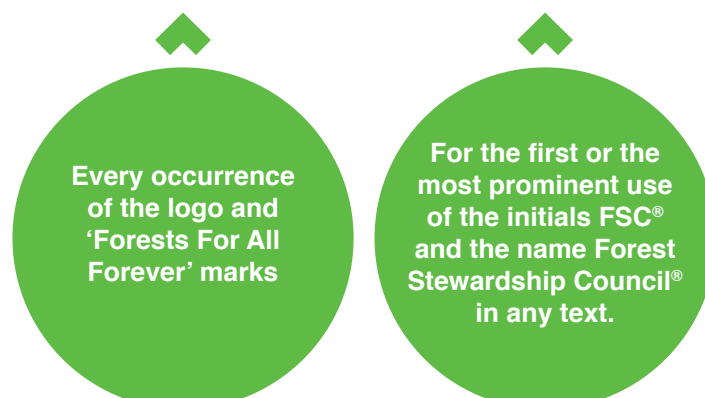 Every occurrence
of the logo and
‘Forests For All
Forever’ marks
For the first or the
most prominent use
of the initials FSC®
and the name Forest
Stewardship Council®
in any text.